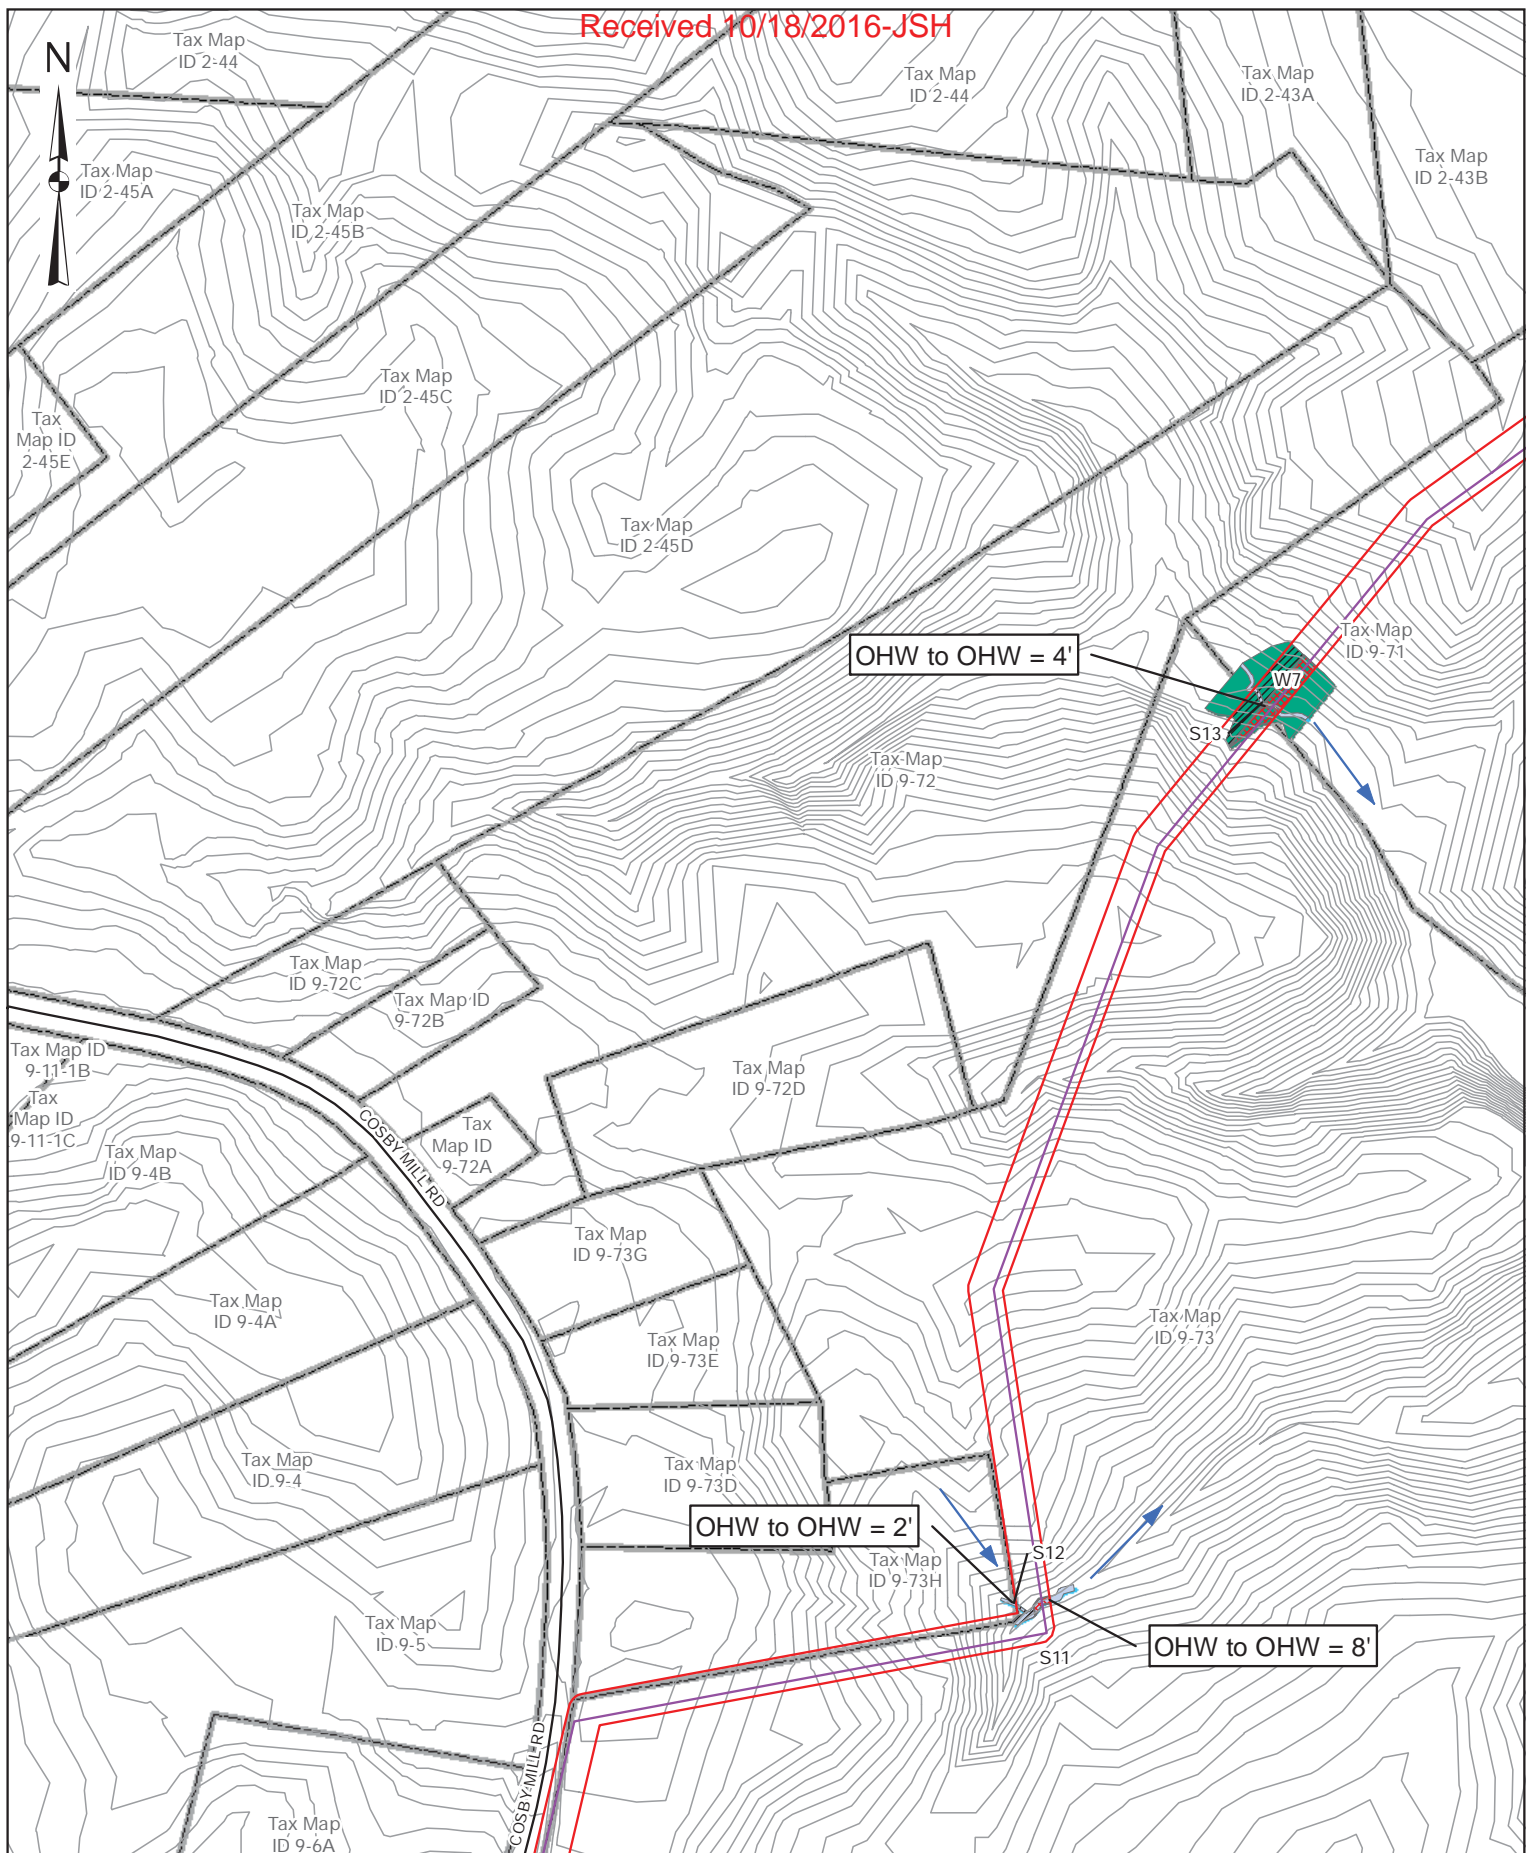 Received 10/18/2016-JSH
N
Tax Map
ID 2-44
Tax Map
ID 2-44
Tax Map
ID 2-43A
Tax Map
ID 2-43B
Tax Map
ID 2-45A
Tax Map
ID 2-45B
Tax Map
ID 2-45C
Tax
Map ID
2-45E
Tax Map
ID 2-45D
OHW to OHW = 4'
Tax Map
ID 9-71
W7
S13
Tax Map
ID 9-72
Tax Map
ID 9-72C
Tax Map ID
9-72B
Tax Map ID
9-11-1B
Tax
Map ID
9-11-1C
Tax Map
ID 9-72D
COSBY MILL RD
Tax
Map ID
9-72A
Tax Map
ID 9-4B
Tax Map
ID 9-73G
Tax Map
ID 9-4A
Tax Map
ID 9-73E
Tax Map
ID 9-73
Tax Map
ID 9-4
Tax Map
ID 9-73D
OHW to OHW = 2'
S12
Tax Map
ID 9-73H
Tax Map
ID 9-5
OHW to OHW = 8'
S11
COSBY MILL RD
Tax Map
ID 9-6A